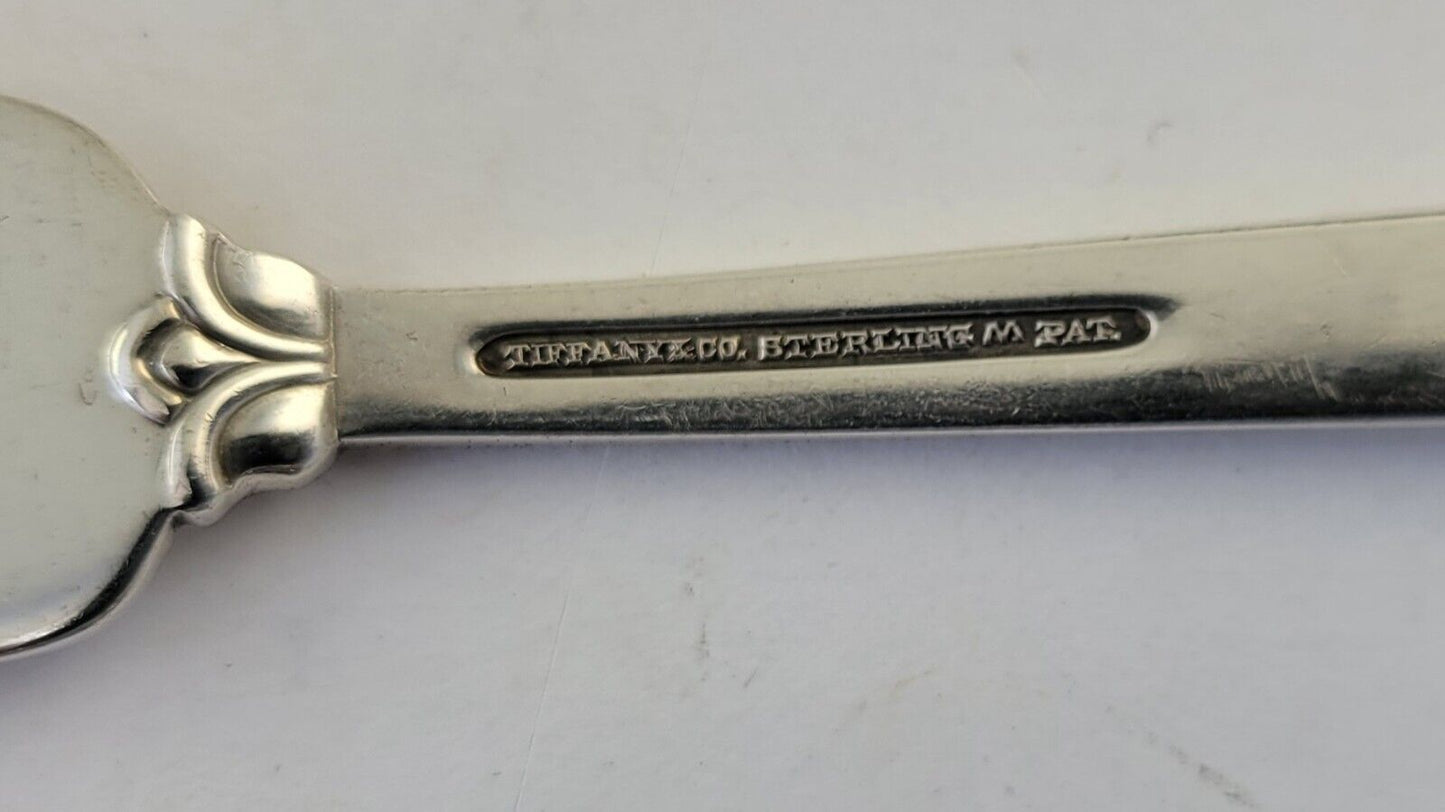 TIFFANY & CO. STERLING M PAT.